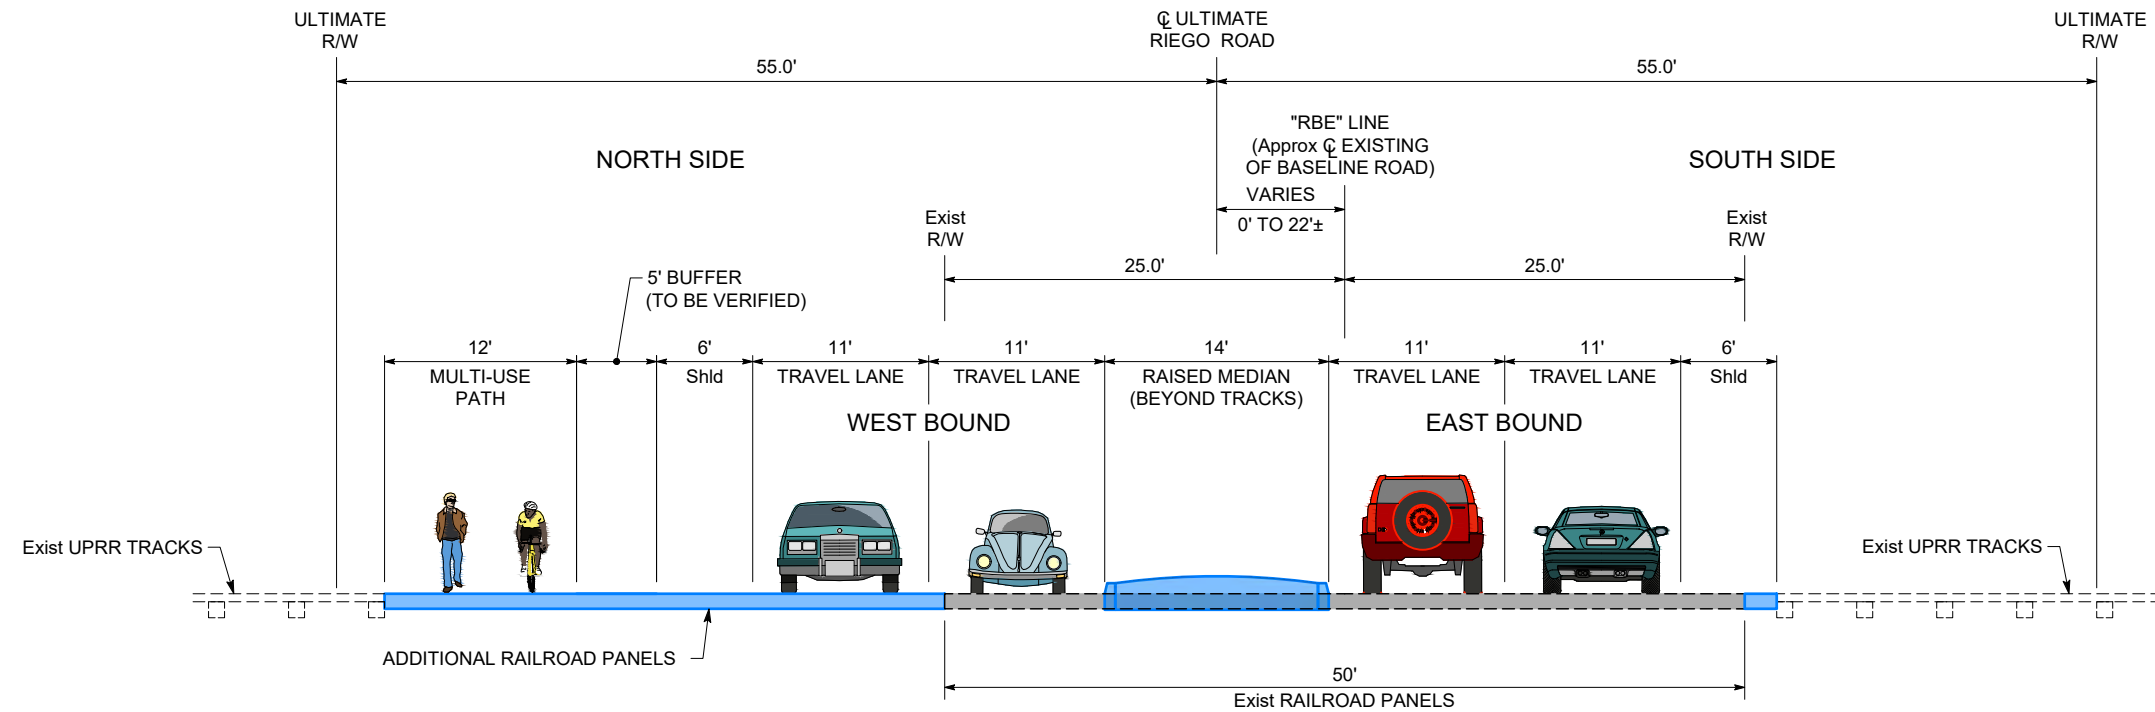 ULTIMATE
R/W
℄ ULTIMATE
RIEGO ROAD
ULTIMATE
R/W
55.0'
55.0'
"RBE" LINE
(Approx ℄ EXISTING
OF BASELINE ROAD)
NORTH SIDE
SOUTH SIDE
VARIES
0' TO 22'±
Exist
R/W
Exist
R/W
25.0'
25.0'
5' BUFFER
(TO BE VERIFIED)
12'
6'
11'
11'
14'
11'
11'
6'
MULTI-USE
PATH
Shld
TRAVEL LANE
TRAVEL LANE
RAISED MEDIAN
(BEYOND TRACKS)
TRAVEL LANE
TRAVEL LANE
Shld
WEST BOUND
EAST BOUND
Exist UPRR TRACKS
Exist UPRR TRACKS
ADDITIONAL RAILROAD PANELS
50'
Exist RAILROAD PANELS